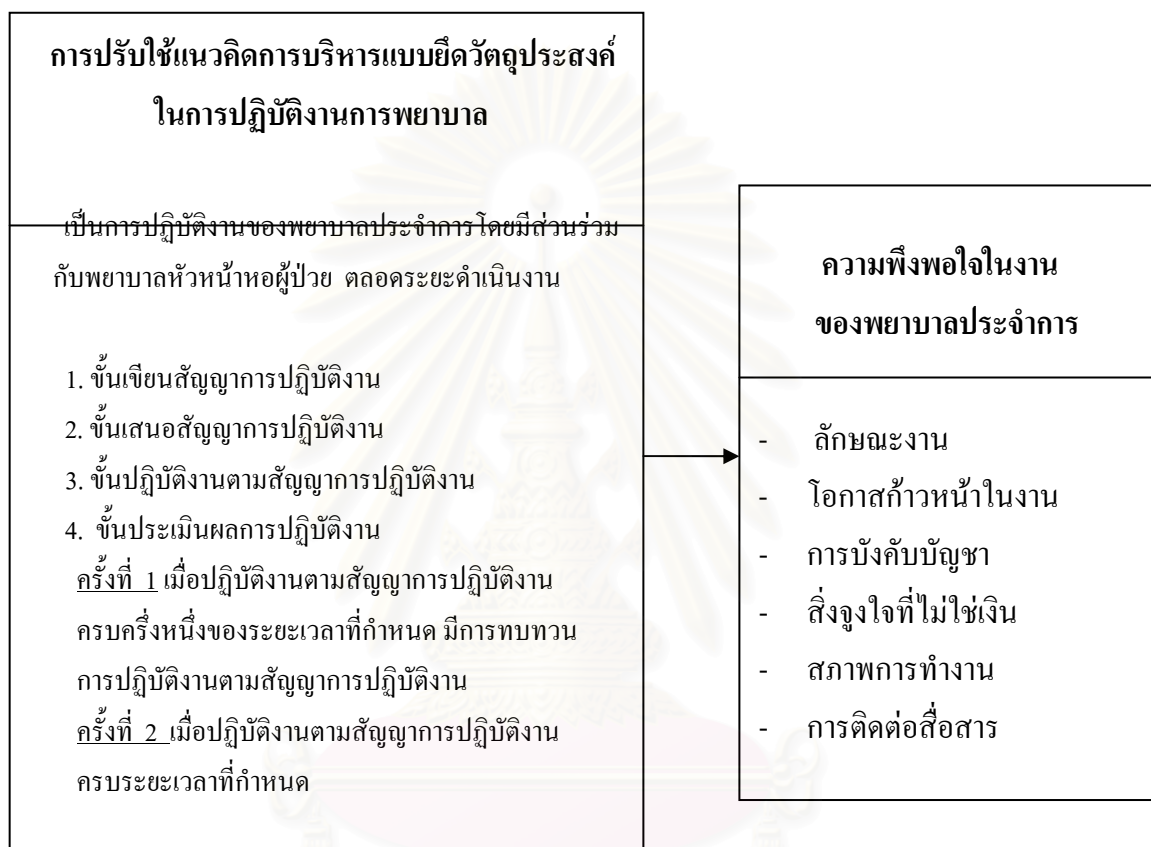 การปรับใช้แนวคิดการบริหารแบบยึดวัตถุประสงค์
ในการปฏิบัติงานการพยาบาล
เป็นการปฏิบัติงานของพยาบาลประจำการโดยมีส่วนร่วม
กับพยาบาลหัวหน้าหอผู้ป่วย ตลอดระยะดำเนินงาน
1. ขั้นเขียนสัญญาการปฏิบัติงาน
2. ขั้นเสนอสัญญาการปฏิบัติงาน
3. ขั้นปฏิบัติงานตามสัญญาการปฏิบัติงาน
4. ขั้นประเมินผลการปฏิบัติงาน
ครั้งที่ 1 เมื่อปฏิบัติงานตามสัญญาการปฏิบัติงาน
ครบครึ่งหนึ่งของระยะเวลาที่กำหนด มีการทบทวน
การปฏิบัติงานตามสัญญาการปฏิบัติงาน
ครั้งที่ 2 เมื่อปฏิบัติงานตามสัญญาการปฏิบัติงาน
ครบระยะเวลาที่กำหนด
ความพึงพอใจในงาน
ของพยาบาลประจำการ
- ลักษณะงาน
- โอกาสก้าวหน้าในงาน
- การบังคับบัญชา
- สิ่งจูงใจที่ไม่ใช่เงิน
- สภาพการทำงาน
- การติดต่อสื่อสาร